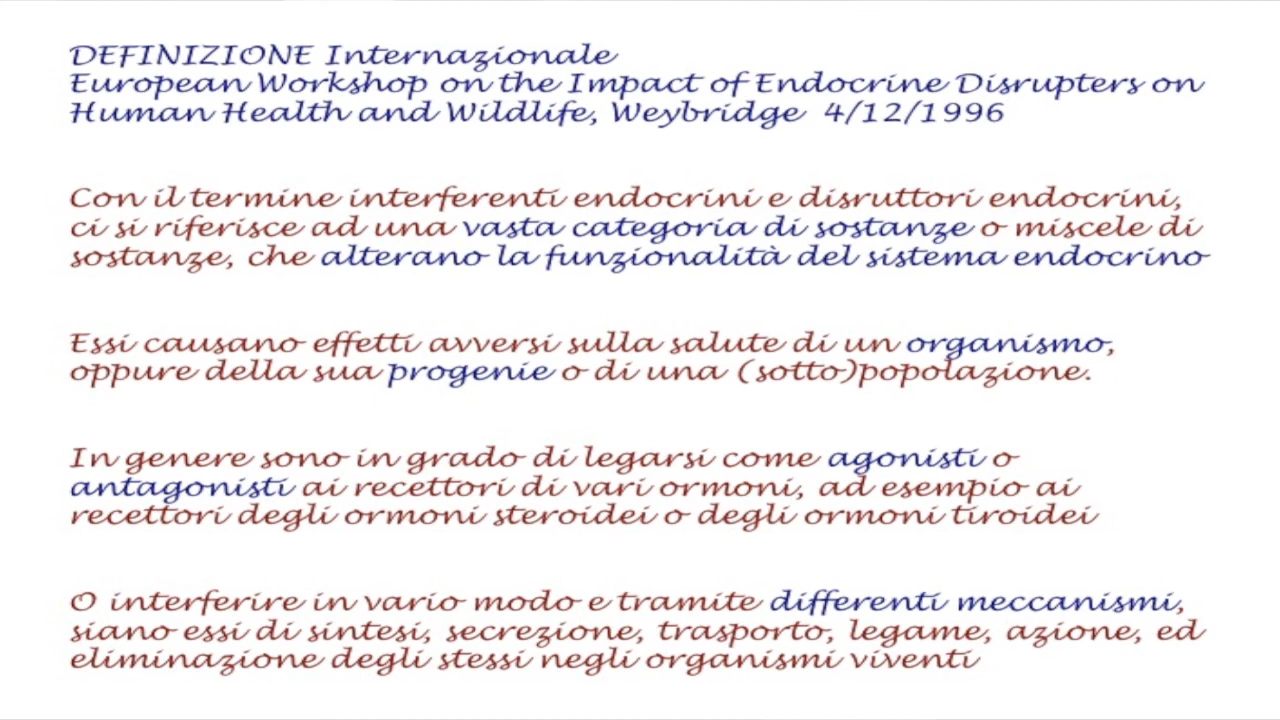 DEFINIZIONE Internazionale
European Workshop on the Impact of Endocrine Disrupters on
Human Health and Wildlife, Weybridge 4/12/1996
Con il termine interferenti endocrini e disruttori endocrini,
ci si riferisce ad una vasta categoria di sostanze o miscele di
sostanze, che alterano la funzionalità del sistema endocrino
Essi causano effetti avversi sulla salute di un organismo,
oppure della sua progenie o di una (sotto)popolazione.
In genere sono in grado di legarsi come agonisti o
antagonisti ai recettori di vari ormoni, ad esempio ai
recettori degli ormoni steroidei o degli ormoni tiroidei
O interferire in vario modo e tramite differenti meccanismi,
siano essi di sintesi, secrezione, trasporto, legame, azione, ed
eliminazione degli stessi negli organismi viventi